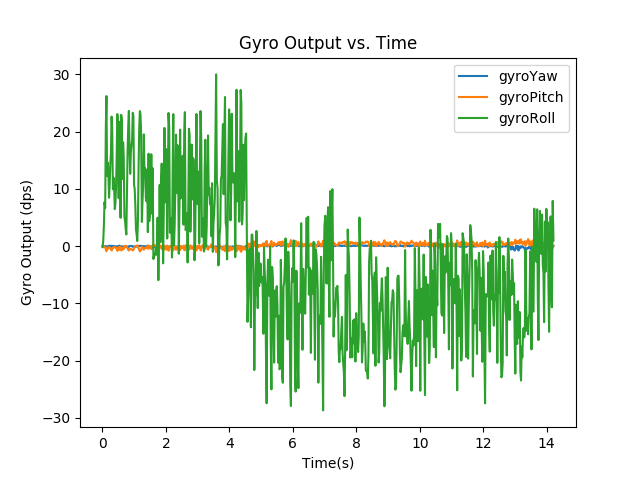 Gyro Output vs. Time
gyroYaw
gyroPitch
gyroRoll
Gyro Output (dps)
30
20
10
0
−10
−20
−30
0 2 4 6 8 10 12 14
Time(s)